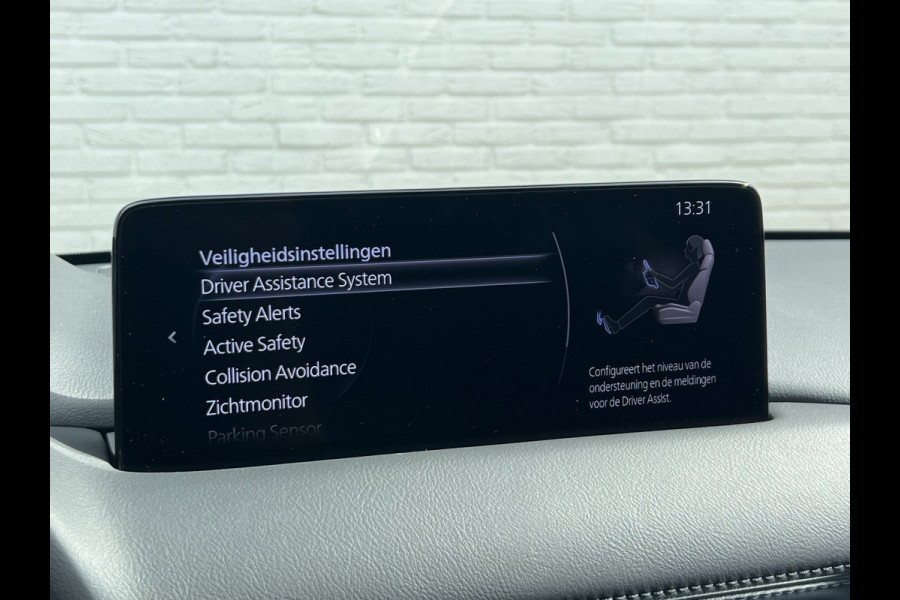 13:31
Veiligheidsinstellingen
Driver Assistance System
Safety Alerts
Active Safety
Collision Avoidance
Zichtmonitor
Parking Sensor
Configureert het niveau van de
ondersteuning en de meldingen
voor de Driver Assist.